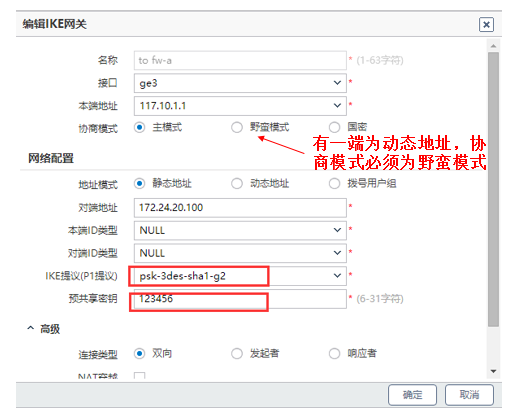 编辑IKE网关
名称 to fw-a * (1-63字符)
接口 ge3 *
本端地址 117.10.1.1 *
协商模式 主模式 野蛮模式 国密
有一端为动态地址，协
商模式必须为野蛮模式
网络配置
地址模式 静态地址 动态地址 拨号用户组
对端地址 172.24.20.100 *
本端ID类型 NULL *
对端ID类型 NULL *
IKE提议(P1提议) psk-3des-sha1-g2 *
预共享密钥 123456 * (6-31字符)
高级
连接类型 双向 发起者 响应者
NAT穿越
确定 取消